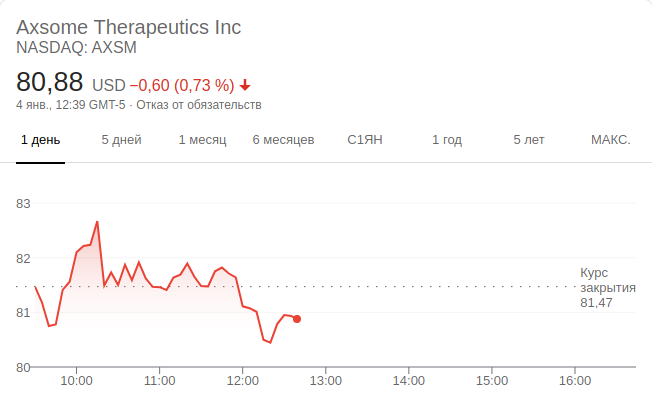 Axsome Therapeutics Inc
NASDAQ: AXSM
80,88 USD −0,60 (0,73 %)
4 янв., 12:39 GMT-5 · Отказ от обязательств
1 день 5 дней 1 месяц 6 месяцев С1ЯН 1 год 5 лет МАКС.
83
82
Курс
закрытия
81,47
81
80
10:00 11:00 12:00 13:00 14:00 15:00 16:00